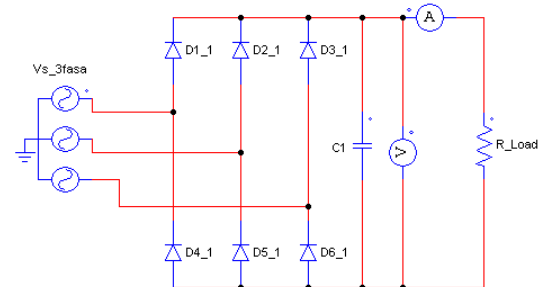 A
D1_1
D2_1
D3_1
Vs_3fasa
C1
V
R_Load
D4_1
D5_1
D6_1